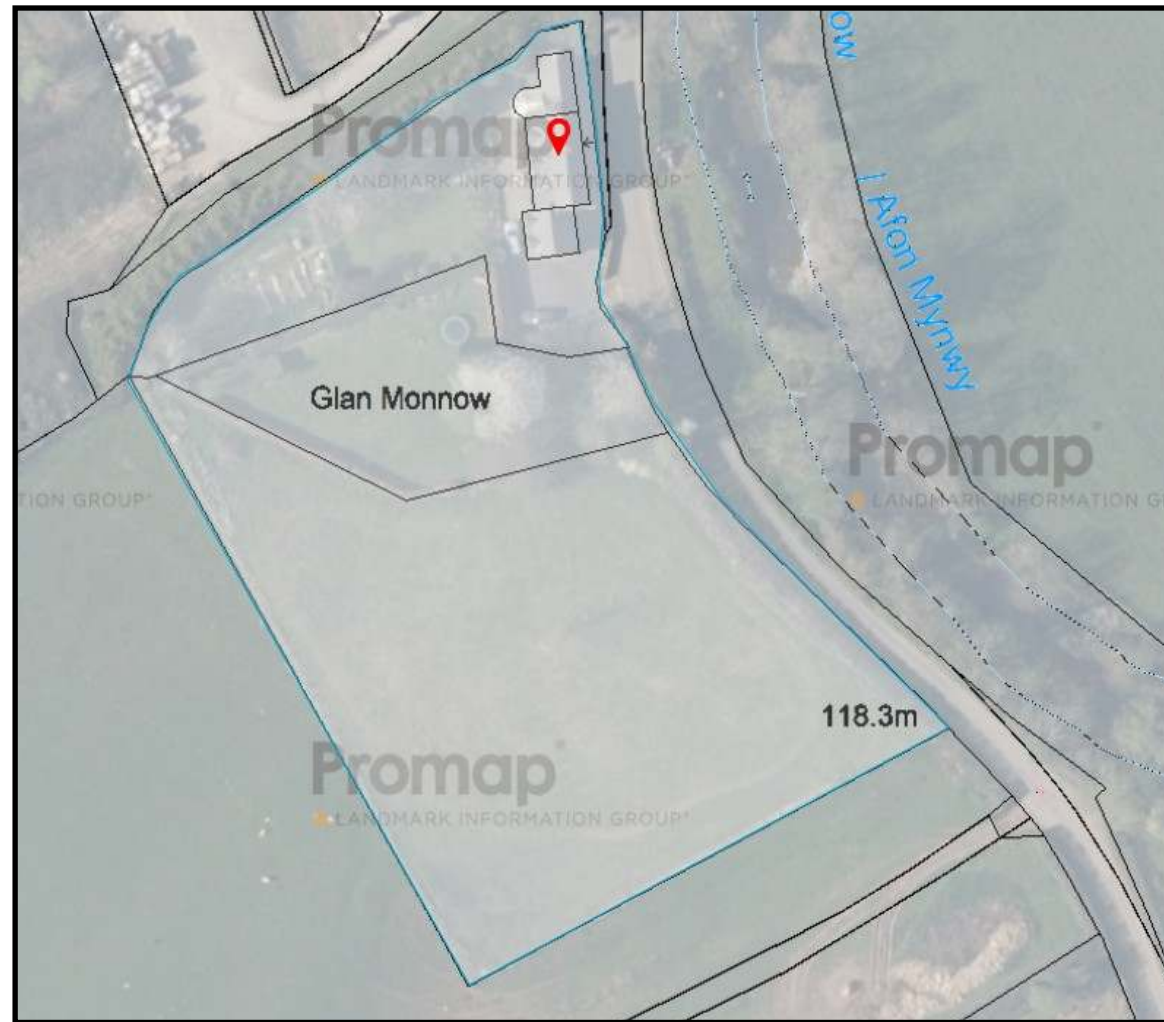 ow
Promap
LANDMARK INFORMATION GROUP®
/ Afon Mynwy
Glan Monnow
Promap
TION GROUP®
LANDMARK INFORMATION G
118.3m
Promap
LANDMARK INFORMATION GROUP®